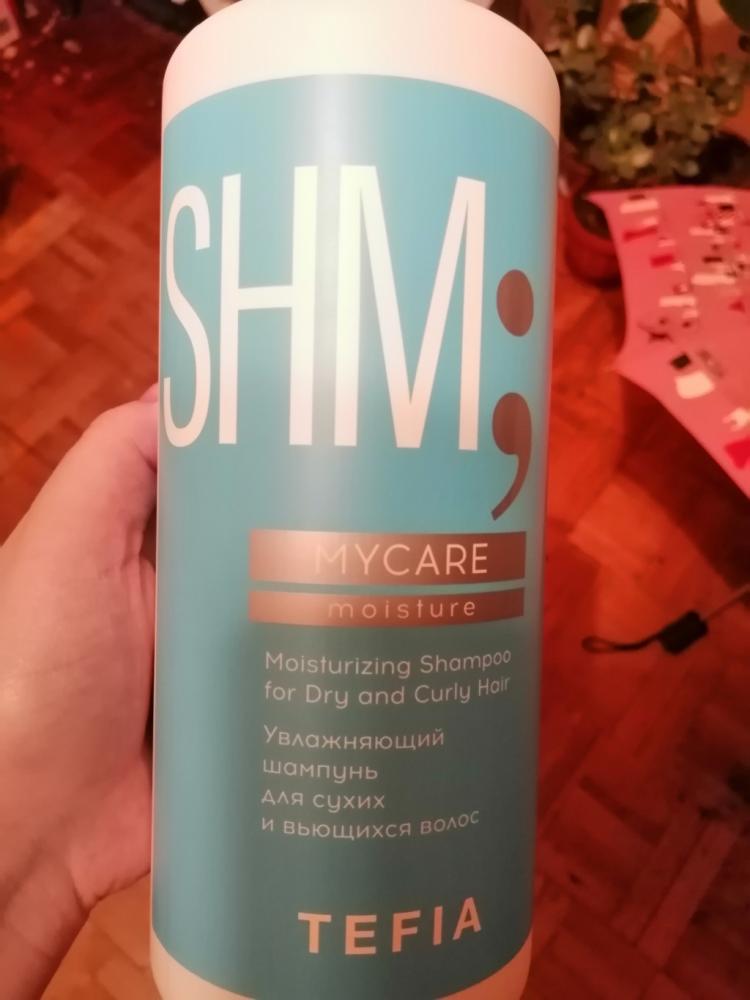 SHM;
MYCARE
moisture
Moisturizing Shampoo
for Dry and Curly Hair
Увлажняющий
шампунь
для сухих
и вьющихся волос
TEFIA